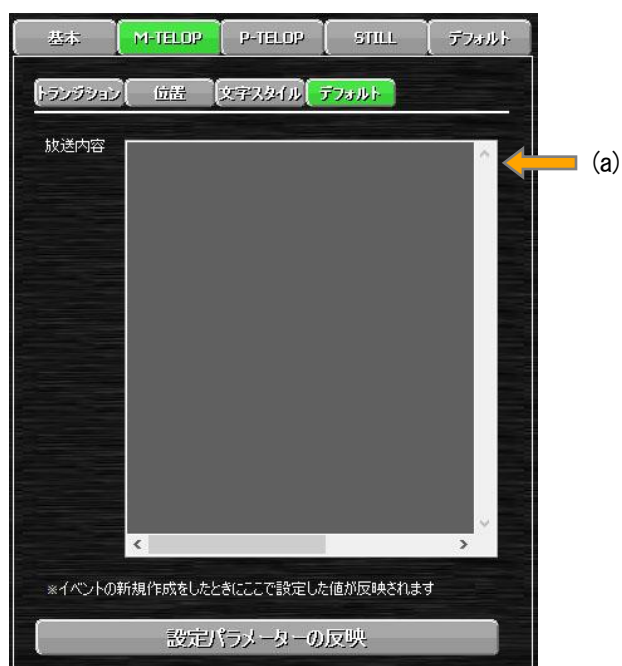 基本 M-TELOP P-TELOP STILL デフォルト
トランジション 位置 文字スタイル デフォルト
放送内容
(a)
※イベントの新規作成をしたときにここで設定した値が反映されます
設定パラメーターの反映